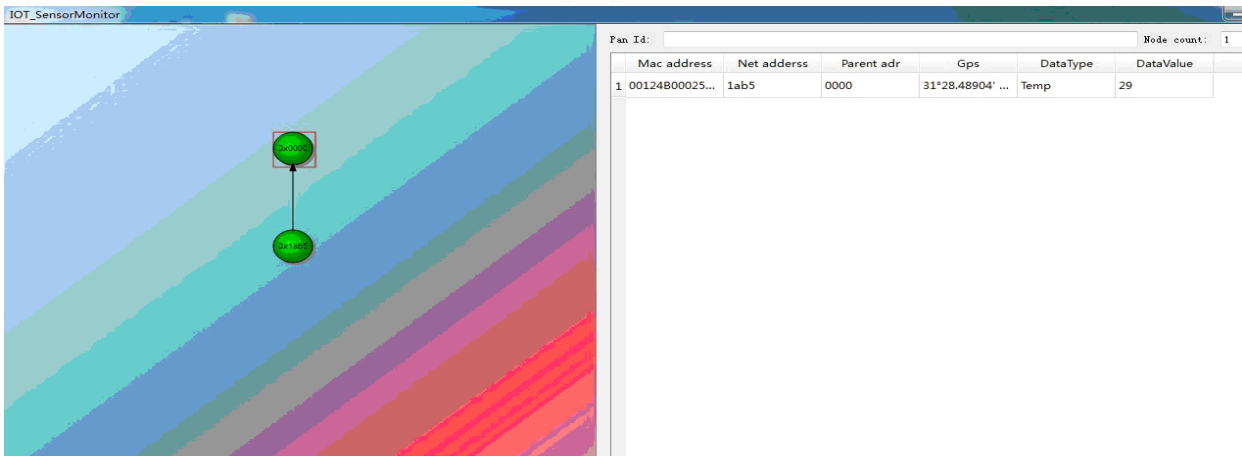 IOT_SensorMonitor
Pan Id: Node count: 1
Mac address Net adderss Parent adr Gps DataType DataValue
1 00124B00025... 1ab5 0000 31°28.48904' ... Temp 29
0x0000
0x1ab5